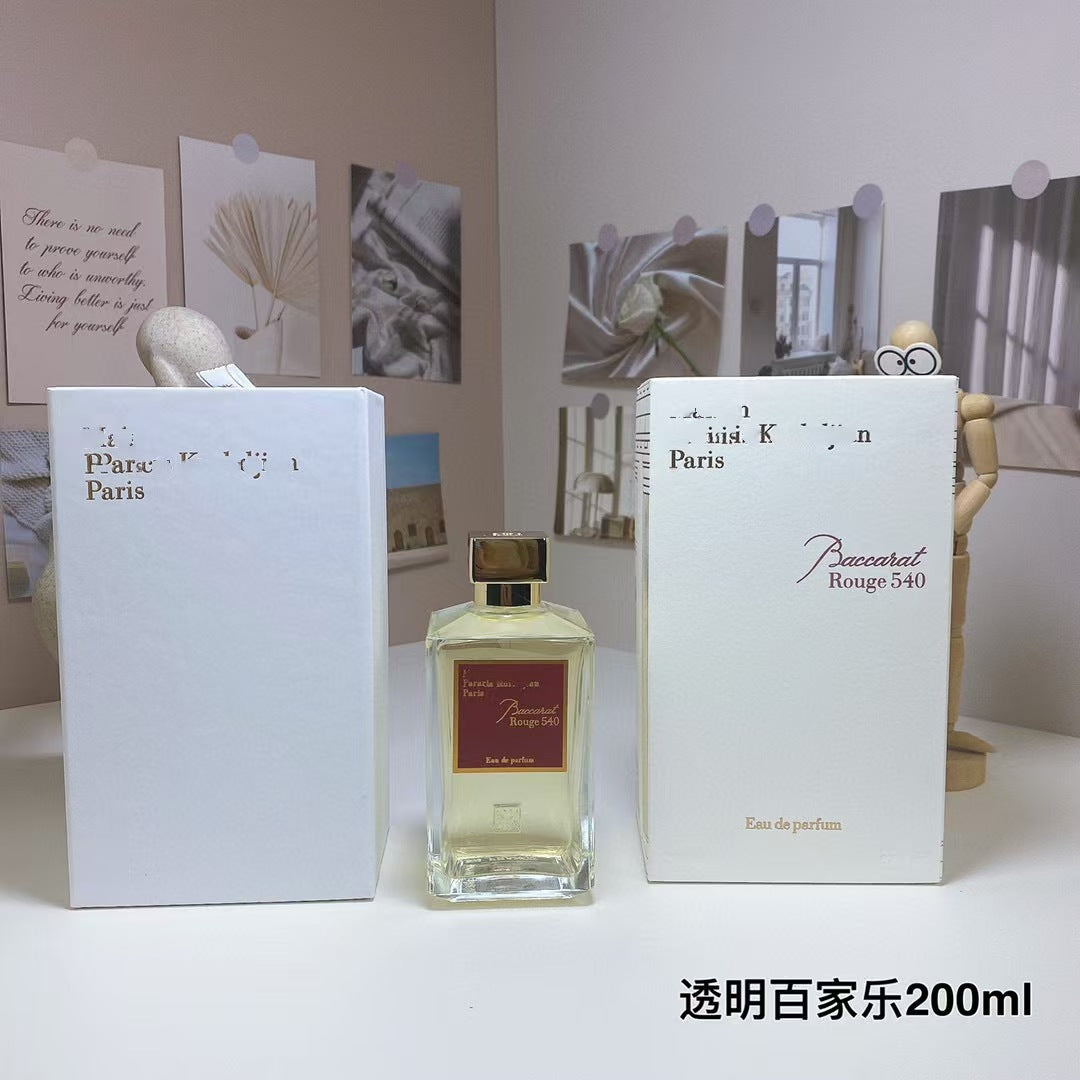 There is no need
to prove yourself
to who is unworthy.
Living better is just
for yourself
Paris
Paris
Baccarat
Rouge 540
Eau de parfum
Paris
Baccarat
Rouge 540
Eau de parfum
透明百家乐200ml